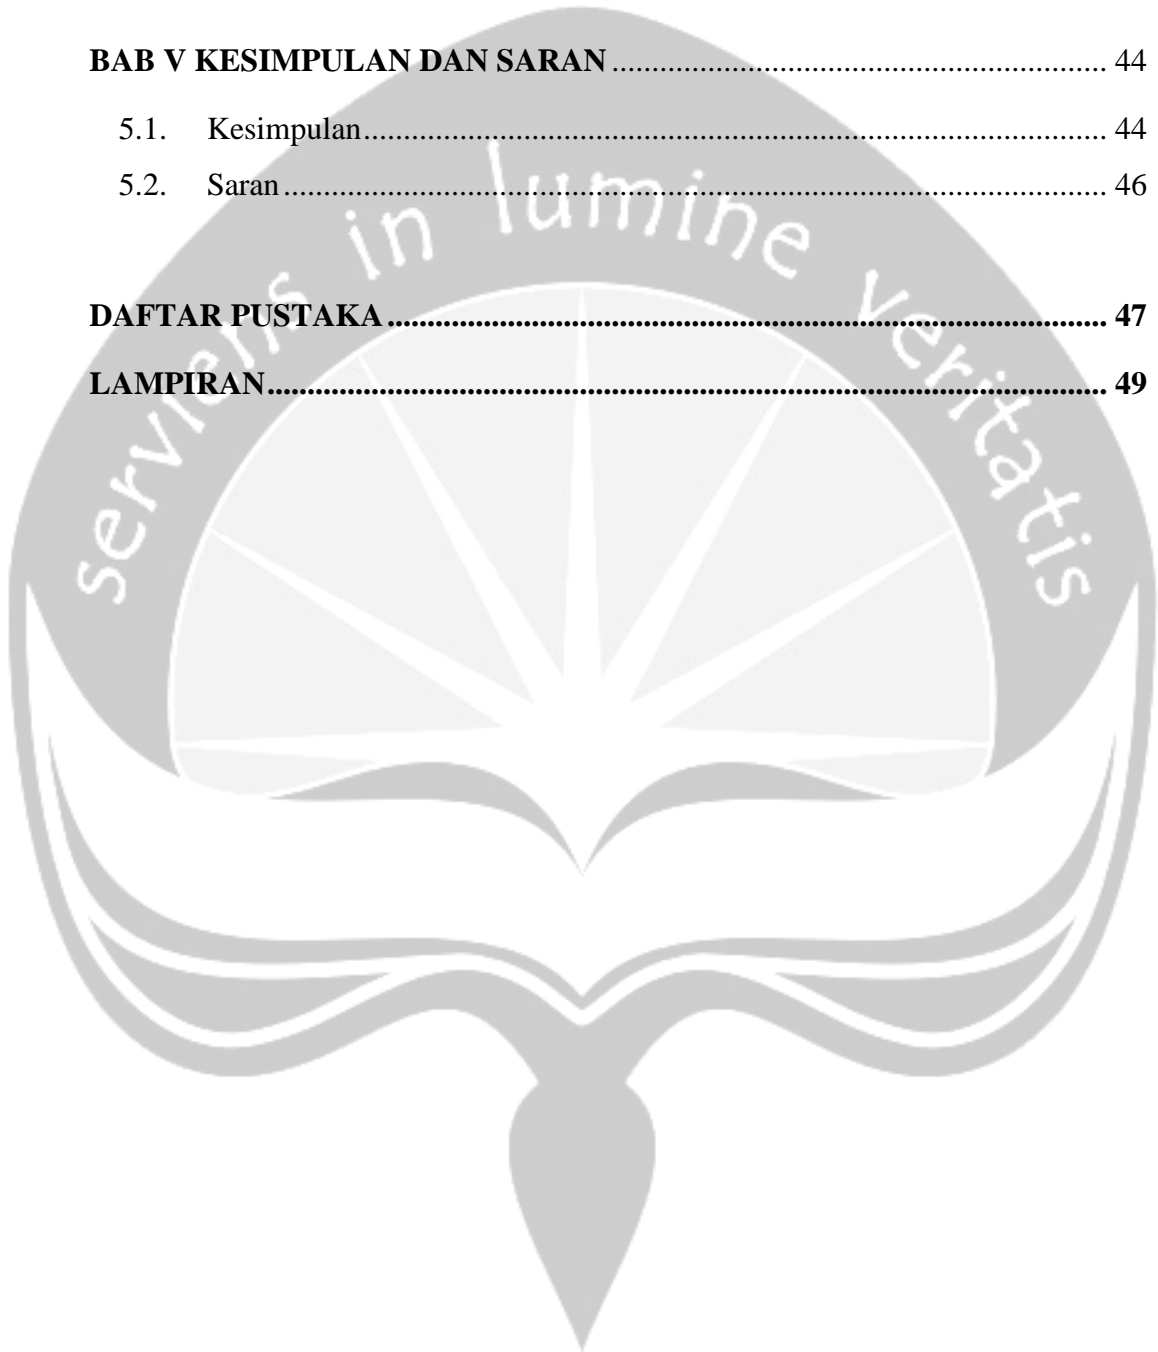 BAB V KESIMPULAN DAN SARAN ........................................................... 44
5.1. Kesimpulan ........................................................... 44
5.2. Saran ........................................................... 46
DAFTAR PUSTAKA ........................................................... 47
LAMPIRAN ........................................................... 49
serviens in lumine veritatis